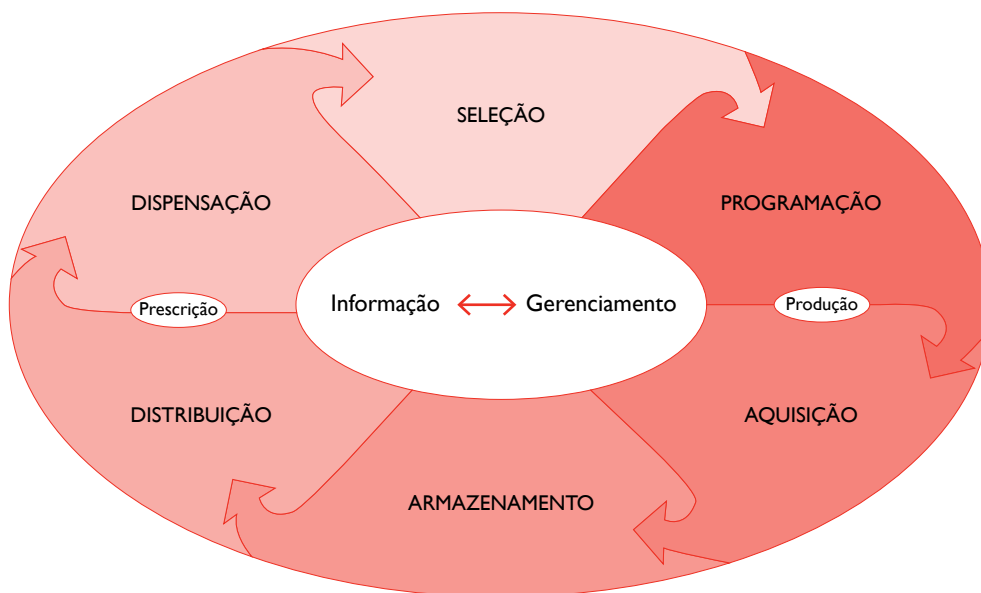 SELEÇÃO
DISPENSAÇÃO
PROGRAMAÇÃO
Prescrição
Informação
Gerenciamento
Produção
DISTRIBUIÇÃO
AQUISIÇÃO
ARMAZENAMENTO